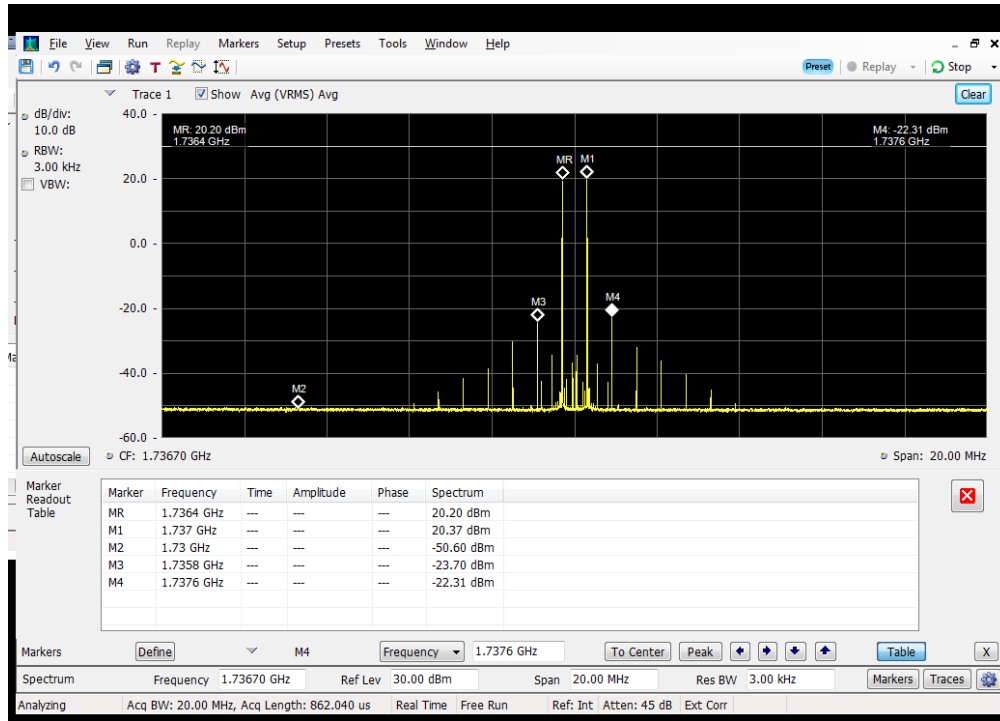 File View Run Replay Markers Setup Presets Tools Window Help
T Preset Replay Stop
Trace 1 Show Avg (VRMS) Avg Clear
dB/div: 40.0
10.0 dB MR: 20.20 dBm M4: -22.31 dBm
1.7364 GHz 1.7376 GHz
RBW:
3.00 kHz MR M1
VBW: 20.0
0.0
-20.0 M3 M4
-40.0 M2
-60.0
Autoscale CF: 1.73670 GHz Span: 20.00 MHz
Marker
Readout
Table
Marker Frequency Time Amplitude Phase Spectrum
MR 1.7364 GHz --- --- --- 20.20 dBm
M1 1.737 GHz --- --- --- 20.37 dBm
M2 1.73 GHz --- --- --- -50.60 dBm
M3 1.7358 GHz --- --- --- -23.70 dBm
M4 1.7376 GHz --- --- --- -22.31 dBm
Markers Define M4 Frequency 1.7376 GHz To Center Peak Table X
Spectrum Frequency 1.73670 GHz Ref Lev 30.00 dBm Span 20.00 MHz Res BW 3.00 kHz Markers Traces
Analyzing Acq BW: 20.00 MHz, Acq Length: 862.040 us Real Time Free Run Ref: Int Atten: 45 dB Ext Corr